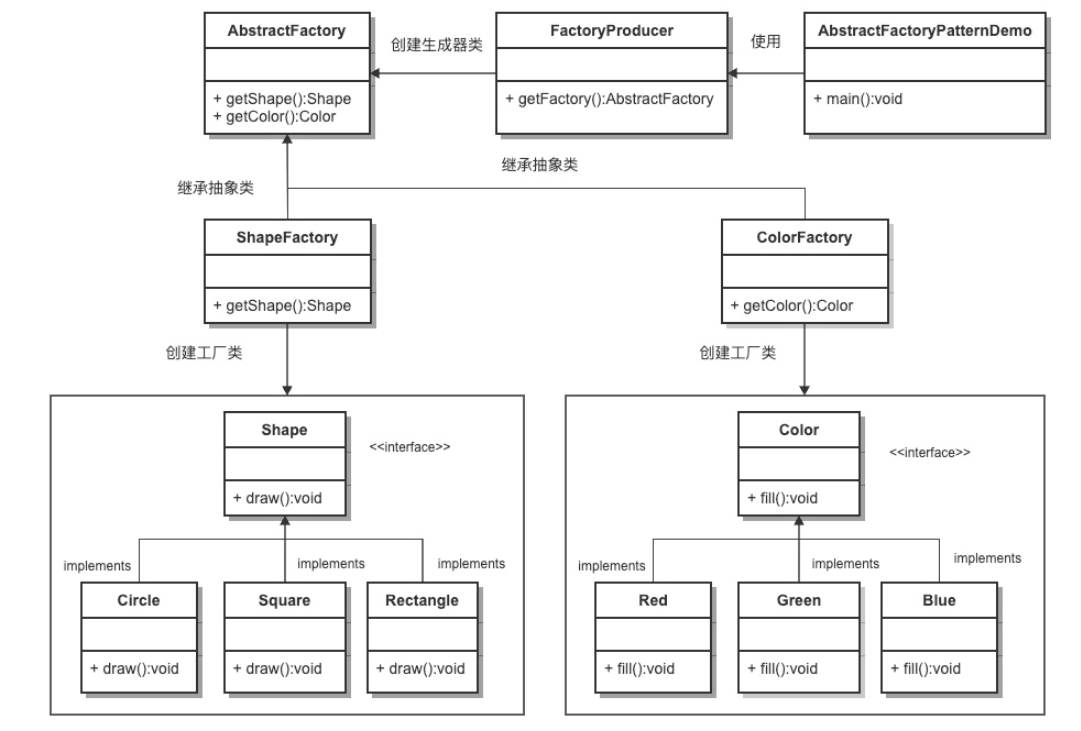 AbstractFactory
+ getShape():Shape
+ getColor():Color
创建生成器类
FactoryProducer
+ getFactory():AbstractFactory
使用
AbstractFactoryPatternDemo
+ main():void
继承抽象类
继承抽象类
ShapeFactory
+ getShape():Shape
ColorFactory
+ getColor():Color
创建工厂类
创建工厂类
Shape
<<interface>>
+ draw():void
implements
implements
implements
Circle
+ draw():void
Square
+ draw():void
Rectangle
+ draw():void
Color
<<interface>>
+ fill():void
implements
implements
implements
Red
+ fill():void
Green
+ fill():void
Blue
+ fill():void